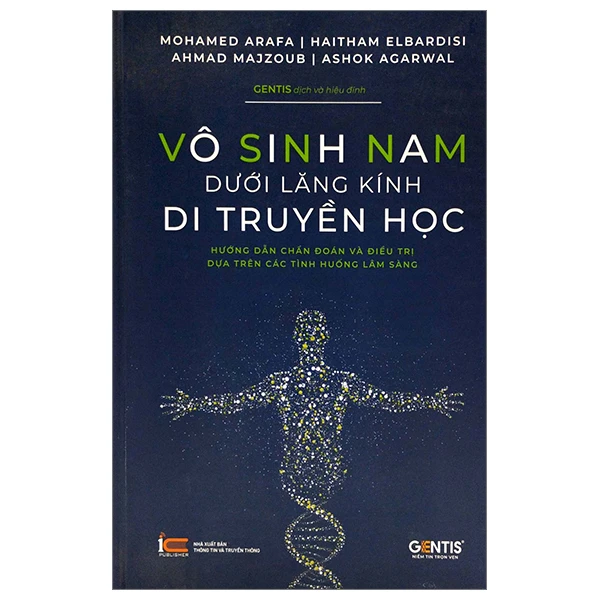 MOHAMED ARAFA | HAITHAM ELBARDISI
AHMAD MAJZOUB | ASHOK AGARWAL
GENTIS dịch và hiệu đính
VÔ SINH NAM
DƯỚI LĂNG KÍNH
DI TRUYỀN HỌC
HƯỚNG DẪN CHẨN ĐOÁN VÀ ĐIỀU TRỊ
DỰA TRÊN CÁC TÌNH HUỐNG LÂM SÀNG
ic
PUBLISHER
NHÀ XUẤT BẢN
THÔNG TIN VÀ TRUYỀN THÔNG
GENTIS
NIỀM TIN TRỌN VẸN